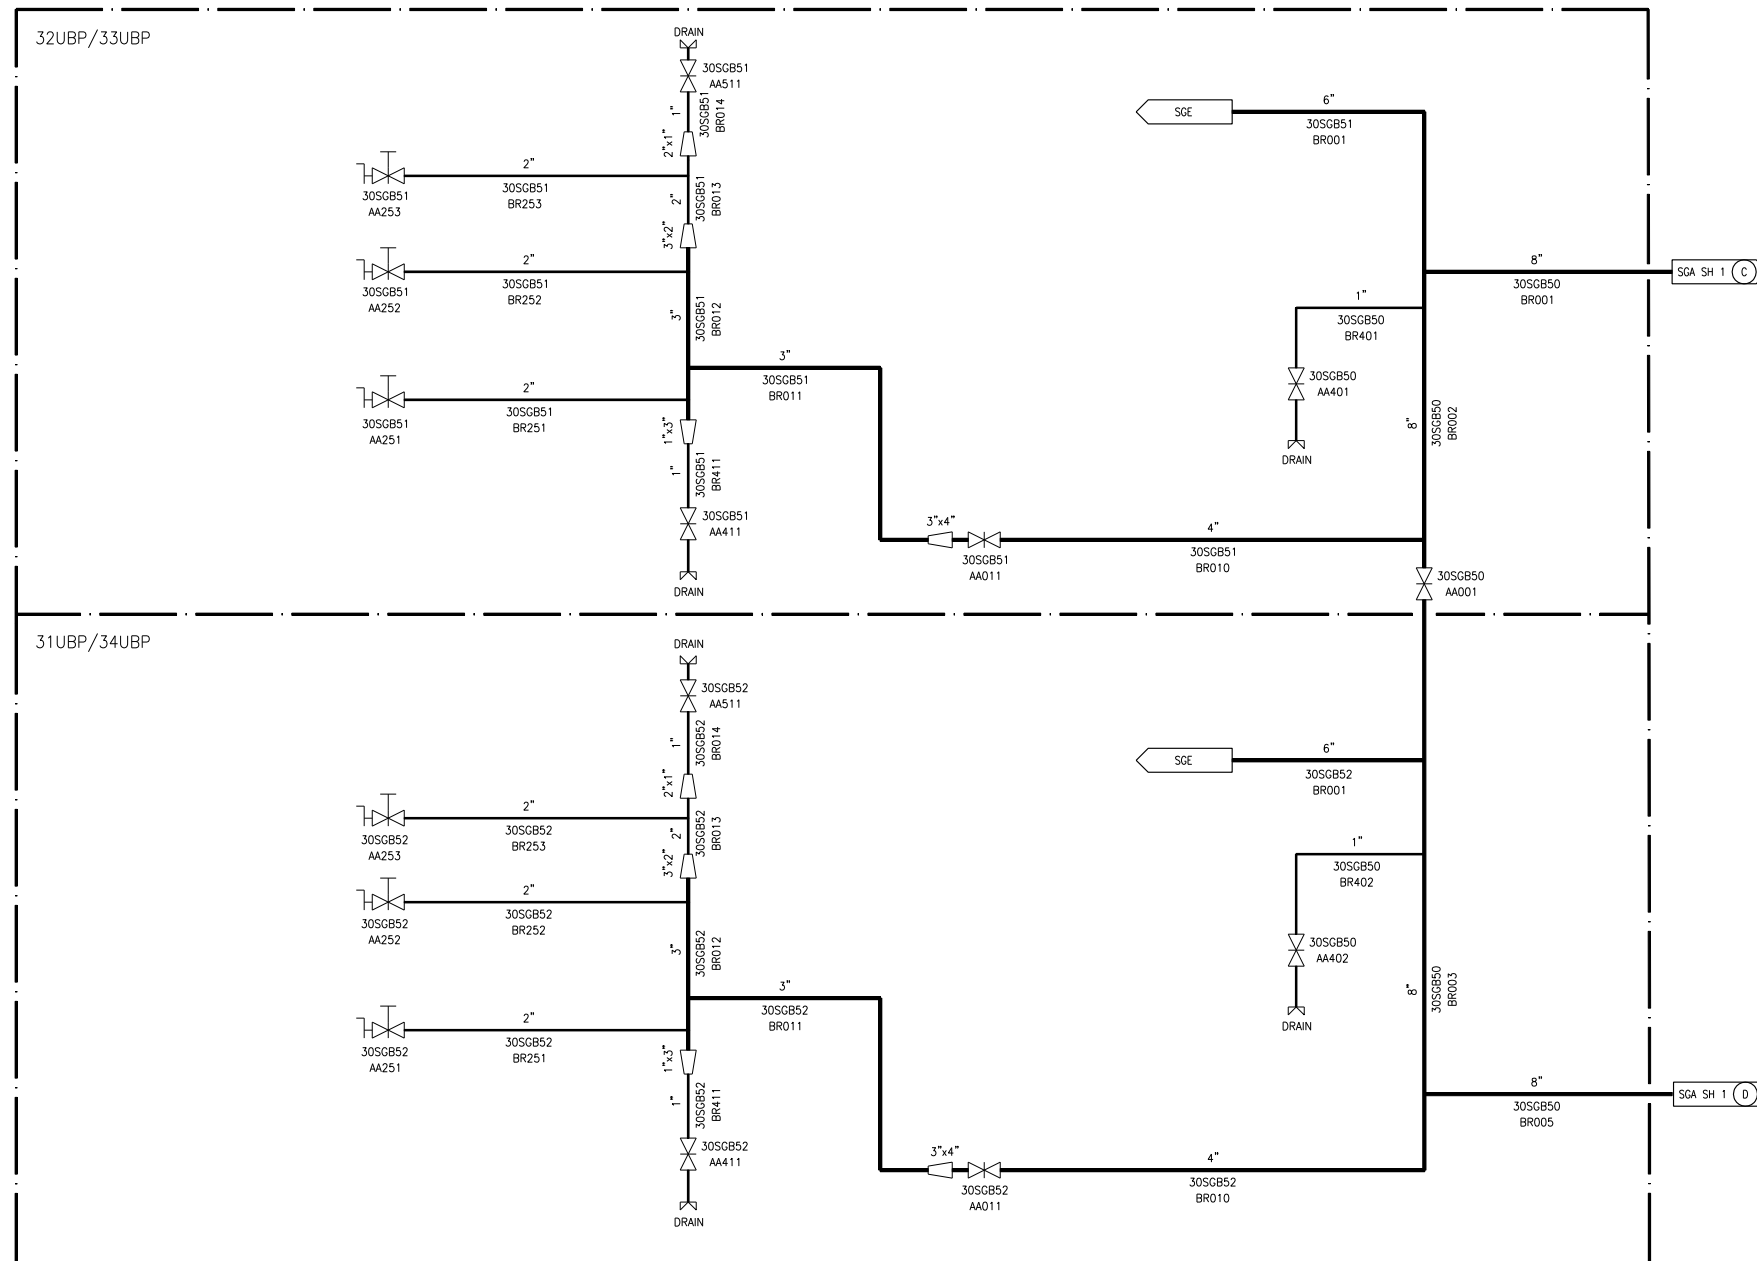 32UBP/33UBP
DRAIN
30SGB51
AA511
1"
30SGB51
BR014
2"x1"
2"
30SGB51
BR253
30SGB51
AA253
2"
30SGB51
BR013
3"x2"
2"
30SGB51
BR252
30SGB51
AA252
3"
30SGB51
BR012
3"
30SGB51
BR011
2"
30SGB51
BR251
30SGB51
AA251
1"x3"
1"
30SGB51
BR411
30SGB51
AA411
DRAIN
SGE
6"
30SGB51
BR001
8"
30SGB50
BR001
SGA SH 1 C
1"
30SGB50
BR401
30SGB50
AA401
DRAIN
8"
30SGB50
BR002
3"x4"
30SGB51
AA011
4"
30SGB51
BR010
30SGB50
AA001
31UBP/34UBP
DRAIN
30SGB52
AA511
1"
30SGB52
BR014
2"x1"
2"
30SGB52
BR253
30SGB52
AA253
2"
30SGB52
BR013
3"x2"
2"
30SGB52
BR252
30SGB52
AA252
3"
30SGB52
BR012
3"
30SGB52
BR011
2"
30SGB52
BR251
30SGB52
AA251
1"x3"
1"
30SGB52
BR411
30SGB52
AA411
DRAIN
SGE
6"
30SGB52
BR001
1"
30SGB50
BR402
30SGB50
AA402
DRAIN
8"
30SGB50
BR003
8"
30SGB50
BR005
SGA SH 1 D
3"x4"
30SGB52
AA011
4"
30SGB52
BR010